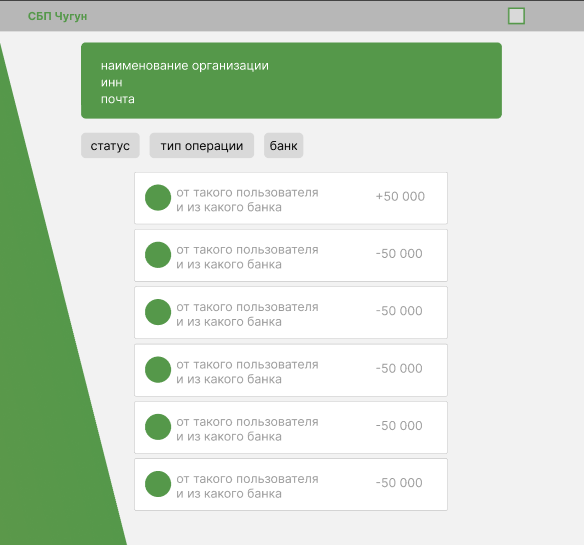 СБП Чугун
наименование организации
инн
почта
статус тип операции банк
от такого пользователя
и из какого банка
+50 000
от такого пользователя
и из какого банка
-50 000
от такого пользователя
и из какого банка
-50 000
от такого пользователя
и из какого банка
-50 000
от такого пользователя
и из какого банка
-50 000
от такого пользователя
и из какого банка
-50 000